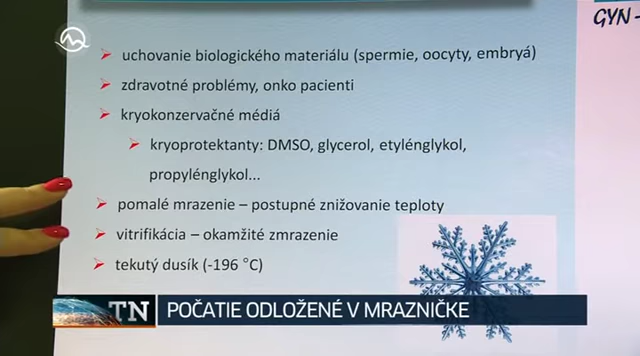 GYN-
uchovanie biologického materiálu (spermie, oocyty, embryá)
zdravotné problémy, onko pacienti
kryokonzervačné médiá
kryoprotektanty: DMSO, glycerol, etylénglykol,
propylénglykol...
pomalé mrazenie – postupné znižovanie teploty
vitrifikácia – okamžité zmrazenie
tekutý dusík (-196 °C)
TN POČATIE ODLOŽENÉ V MRAZNIČKE